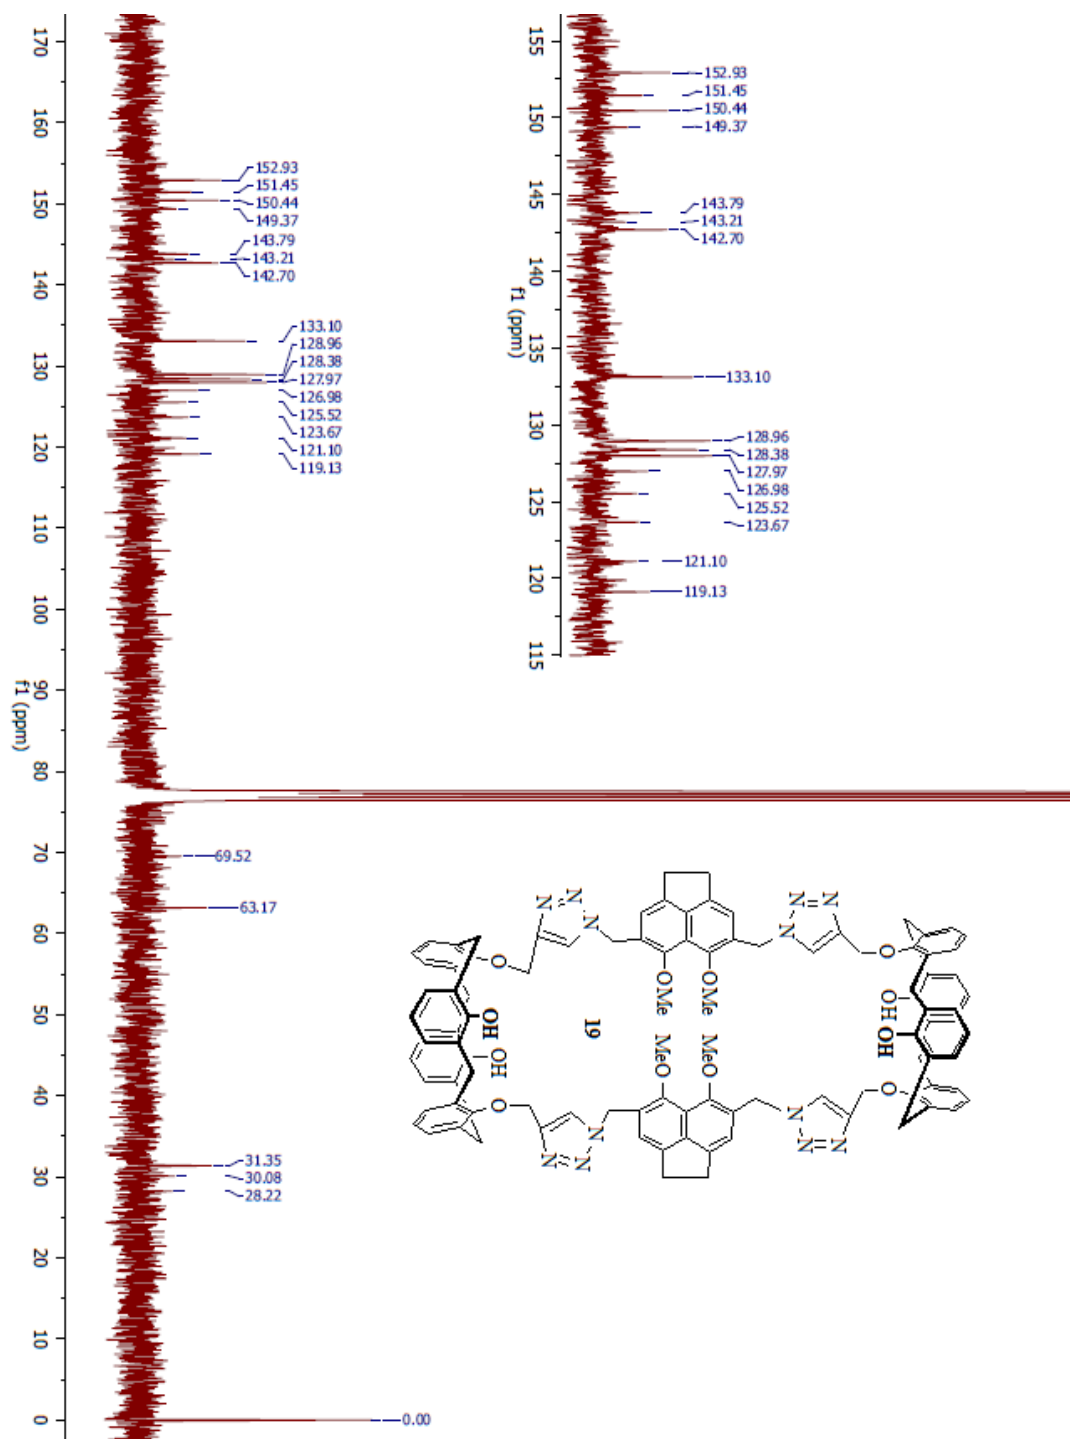 152.93
151.45
150.44
149.37
143.79
143.21
142.70
133.10
128.96
128.38
127.97
126.98
125.52
123.67
121.10
119.13
69.52
63.17
31.35
30.08
28.22
0.00
170
160
150
140
130
120
110
100
90
80
70
60
50
40
30
20
10
0
f1 (ppm)
152.93
151.45
150.44
149.37
143.79
143.21
142.70
133.10
128.96
128.38
127.97
126.98
125.52
123.67
121.10
119.13
155
150
145
140
135
130
125
120
115
f1 (ppm)
N
N
N
N
N
N
O
O
OMe
OMe
OH
OH
OH
OH
19
MeO
MeO
O
O
N
N
N
N
N
N